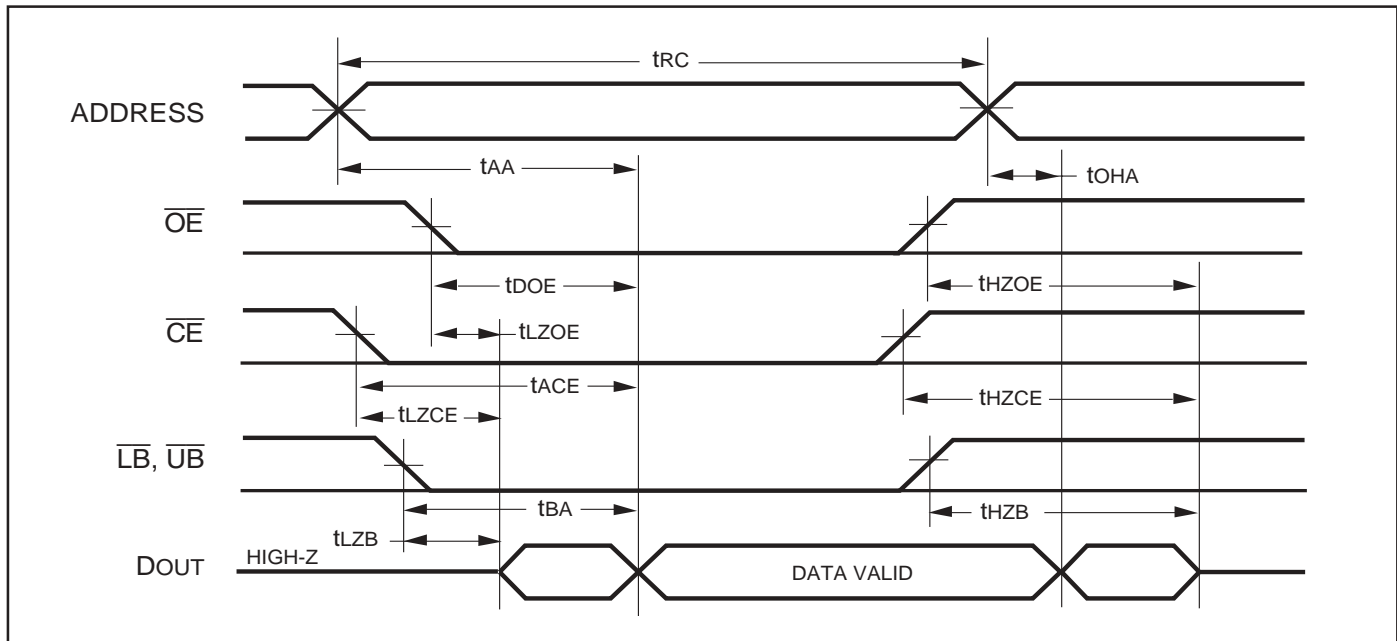 tRC
ADDRESS
tAA
tOHA
OE
tDOE
tHZOE
CE
tLZOE
tACE
tHZCE
tLZCE
LB, UB
tBA
tHZB
tLZB
HIGH-Z
DOUT
DATA VALID